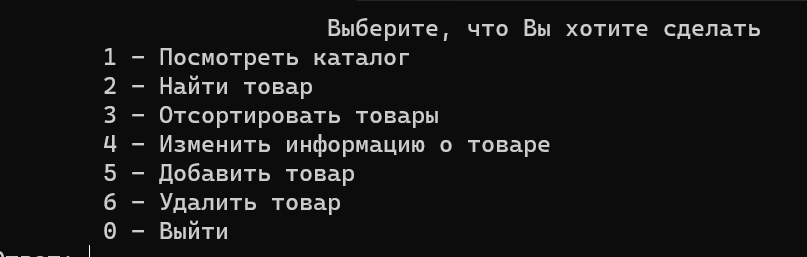 Выберите, что Вы хотите сделать
1 - Посмотреть каталог
2 - Найти товар
3 - Отсортировать товары
4 - Изменить информацию о товаре
5 - Добавить товар
6 - Удалить товар
0 - Выйти